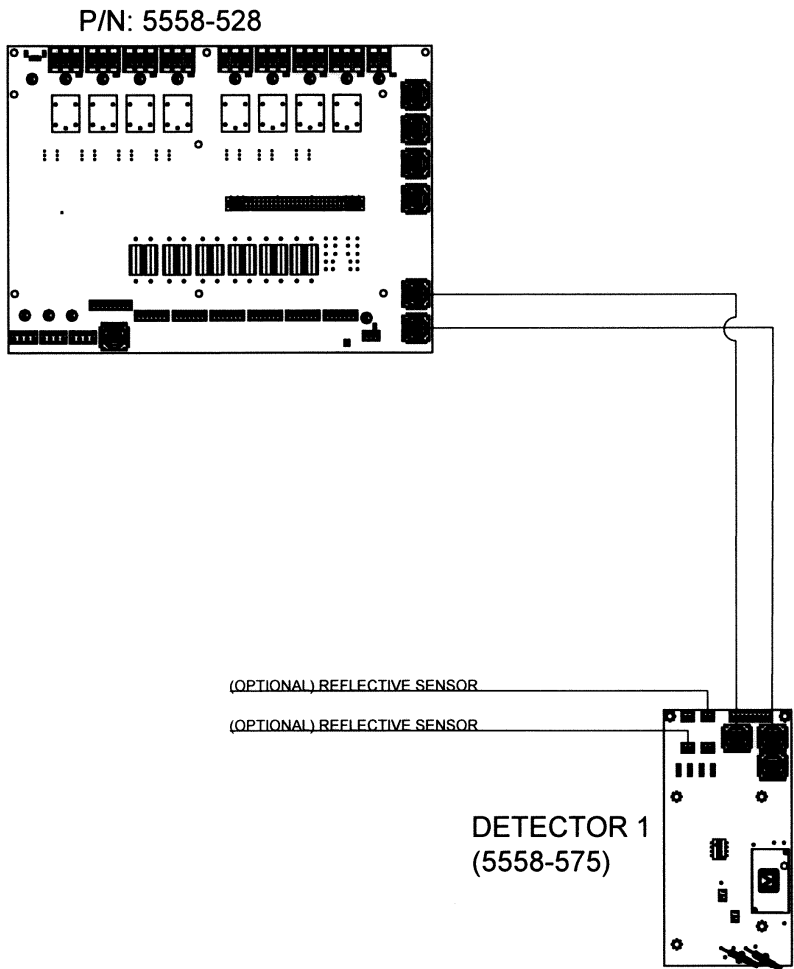 P/N: 5558-528
(OPTIONAL) REFLECTIVE SENSOR
(OPTIONAL) REFLECTIVE SENSOR
DETECTOR 1
(5558-575)